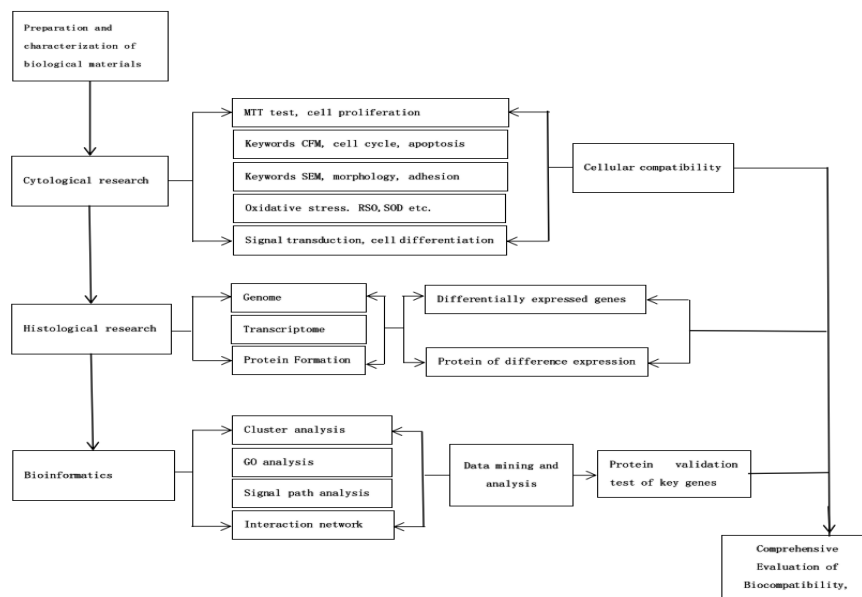 Preparation and
characterization of
biological materials
MTT test, cell proliferation
Keywords CFM, cell cycle, apoptosis
Cytological research
Keywords SEM, morphology, adhesion
Cellular compatibility
Oxidative stress. RSO,SOD etc.
Signal transduction, cell differentiation
Genome
Differentially expressed genes
Histological research
Transcriptome
Protein Formation
Protein of difference expression
Cluster analysis
GO analysis
Bioinformatics
Data mining and
analysis
Protein validation
test of key genes
Signal path analysis
Interaction network
Comprehensive
Evaluation of
Biocompatibility,